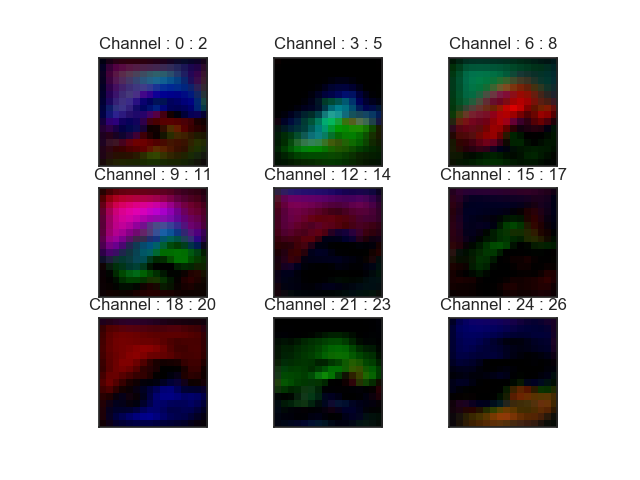 Channel : 0 : 2
Channel : 3 : 5
Channel : 6 : 8
Channel : 9 : 11
Channel : 12 : 14
Channel : 15 : 17
Channel : 18 : 20
Channel : 21 : 23
Channel : 24 : 26